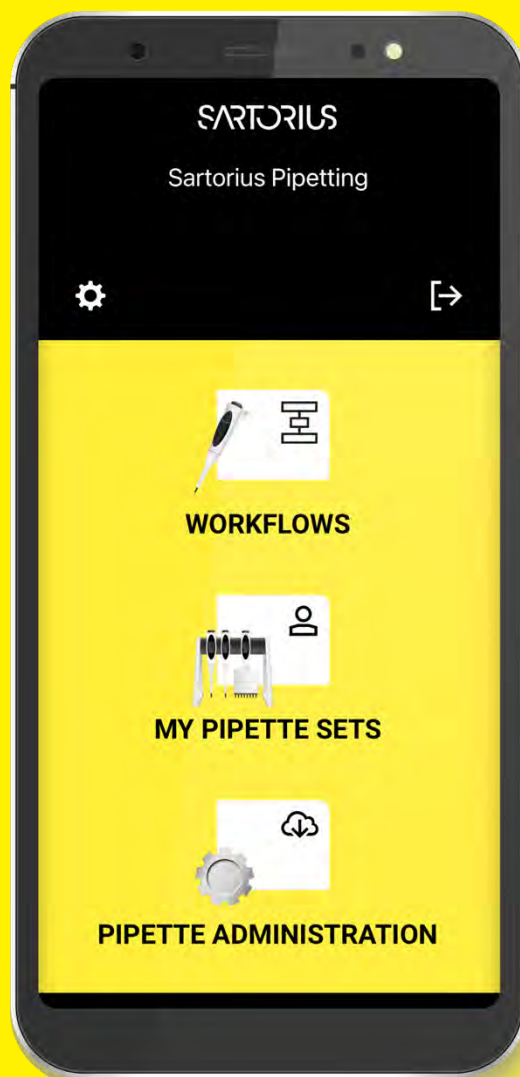 SARTORIUS
Sartorius Pipetting
WORKFLOWS
MY PIPETTE SETS
PIPETTE ADMINISTRATION